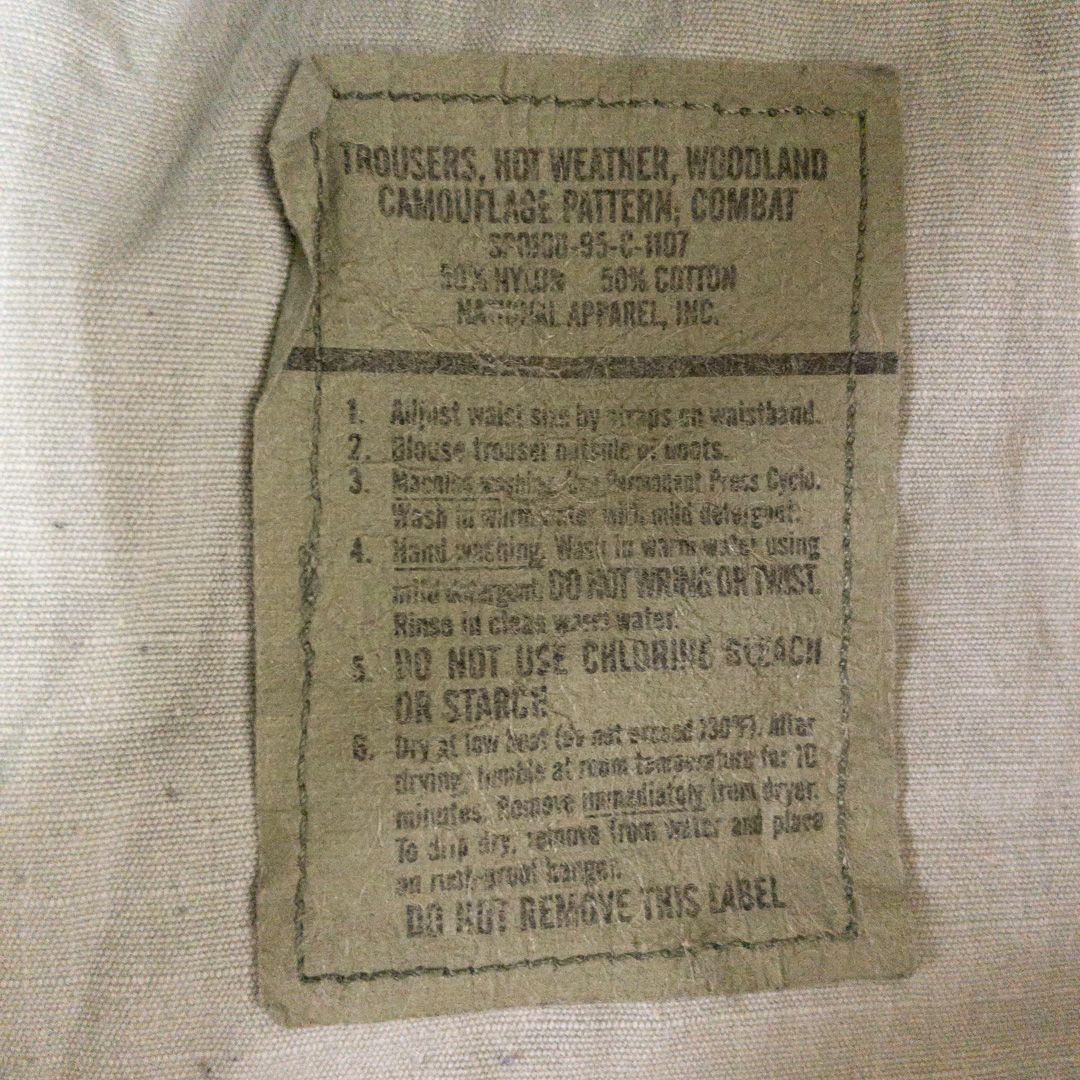 TROUSERS, HOT WEATHER, WOODLAND
CAMOUFLAGE PATTERN, COMBAT
SPO100-95-C-1107
50% NYLON 50% COTTON
NATIONAL APPAREL, INC.
1. Adjust waist size by straps on waistband.
2. Blouse trouser outside of boots.
3. Machine washing. Use Permanent Press Cycle.
Wash in warm water with mild detergent.
4. Hand washing. Wash in warm water using
mild detergent. DO NOT WRING OR TWIST.
Rinse in clean warm water.
5. DO NOT USE CHLORINE BLEACH
OR STARCH
6. Dry at low heat (do not exceed 130°F). After
drying, tumble at room temperature for 10
minutes. Remove immediately from dryer.
To drip dry, remove from water and place
on rust-proof hanger.
DO NOT REMOVE THIS LABEL